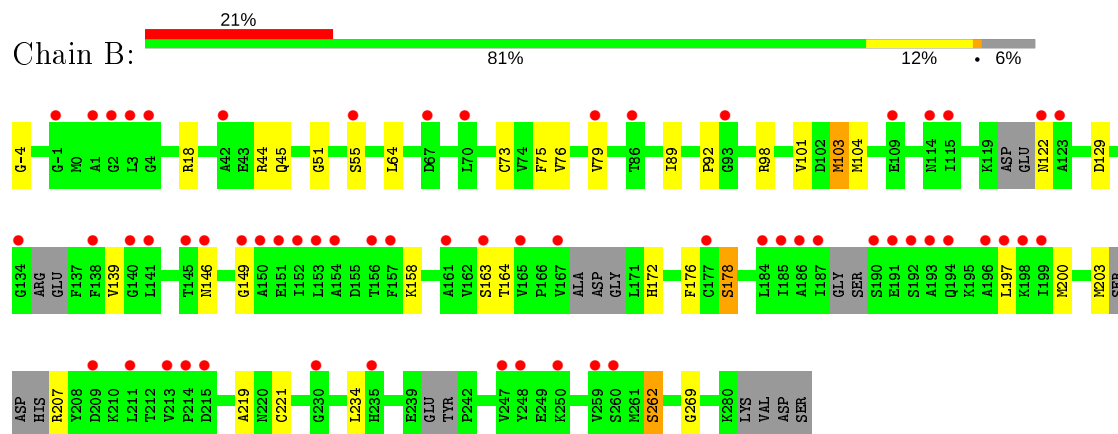 21%
Chain B:
81% 12% • 6%
G-4 G-1 M0 A1 G2 L3 G4 R18 A42 E43 R44 Q45 G51 S55 L64 D67 L70 C73 V74 F75 V76 V79 T86 I89 P92 G93 R98 V101 D102 M103 M104 E109 N114 I115 K119 ASP GLU N122 A123 D129
G134 ARG GLU F137 F138 V139 G140 L141 T145 N146 G149 A150 E151 I152 L153 A154 D155 T156 F157 K158 A161 V162 S163 T164 V165 P166 V167 ALA ASP GLY L171 H172 F176 C177 S178 L184 I185 A186 I187 GLY SER S190 E191 S192 A193 Q194 K195 A196 L197 K198 I199 M200 M203 SER
ASP HIS R207 Y208 D209 K210 L211 T212 V213 P214 D215 A219 N220 C221 G230 L234 H235 E239 GLU TYR P242 V247 Y248 E249 K250 V259 S260 M261 S262 G269 K280 LYS VAL ASP SER